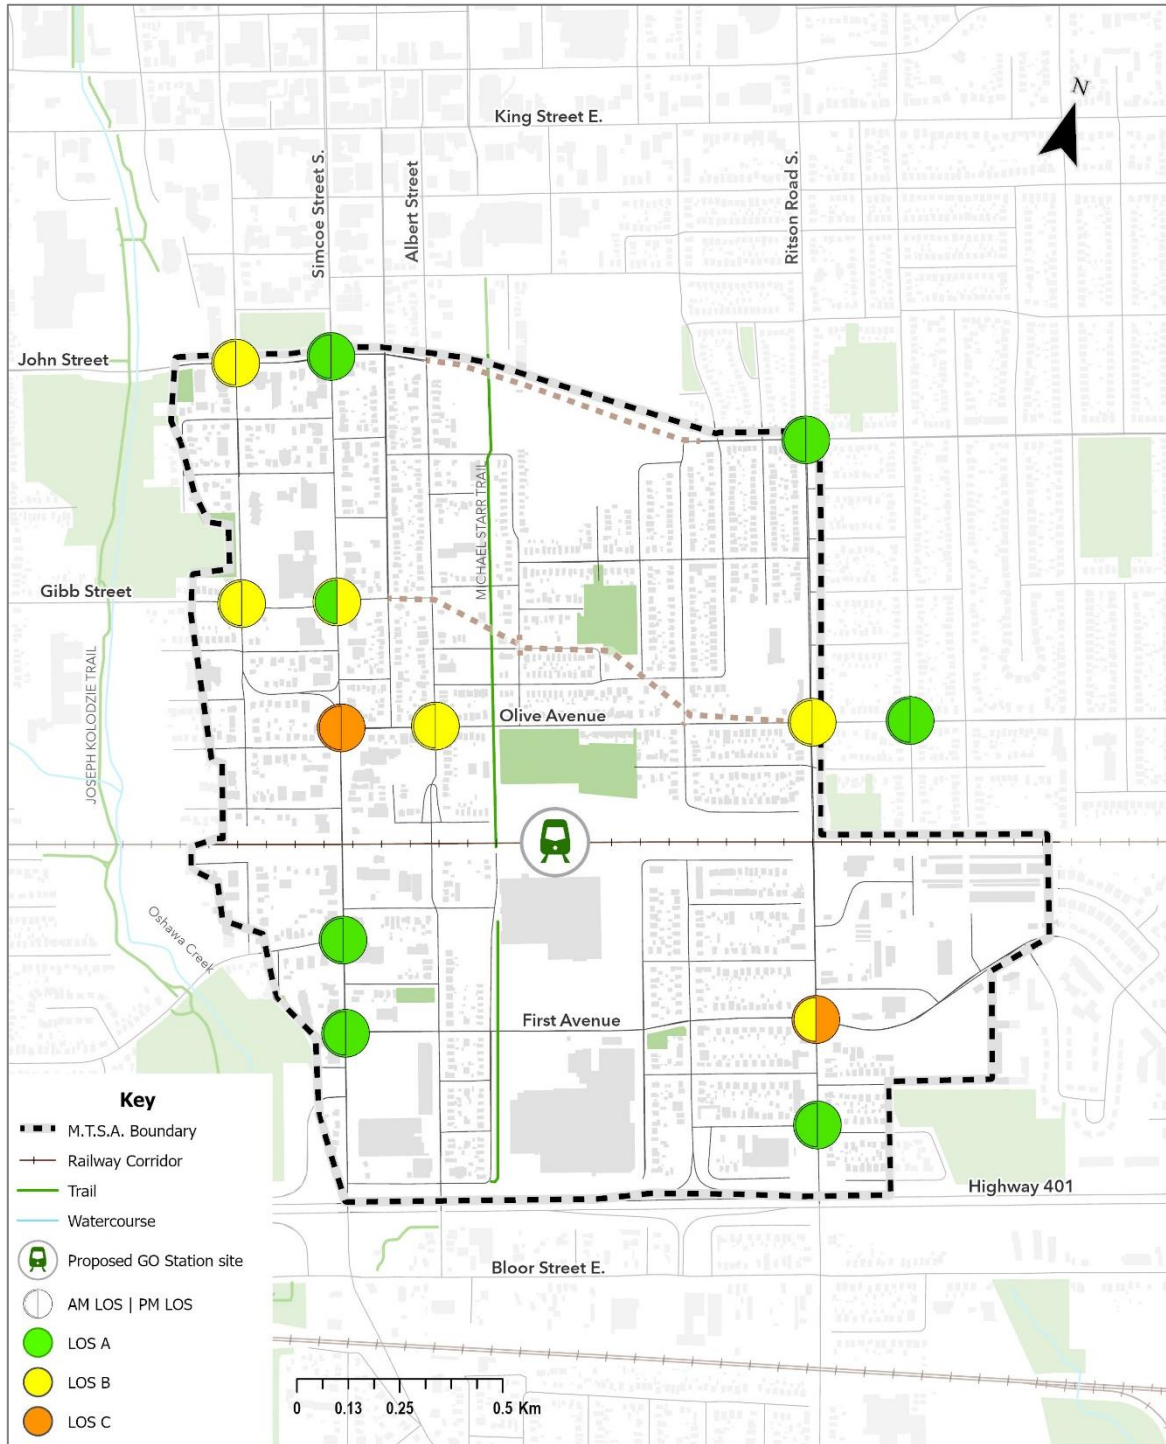 N
King Street E.
Simcoe Street S.
Albert Street
Ritson Road S.
John Street
MICHAEL STARR TRAIL
Gibb Street
JOSEPH KOLODZIE TRAIL
Olive Avenue
Oshawa Creek
First Avenue
Highway 401
Bloor Street E.
Key
M.T.S.A. Boundary
Railway Corridor
Trail
Watercourse
Proposed GO Station site
AM LOS | PM LOS
LOS A
LOS B
LOS C
0 0.13 0.25 0.5 Km